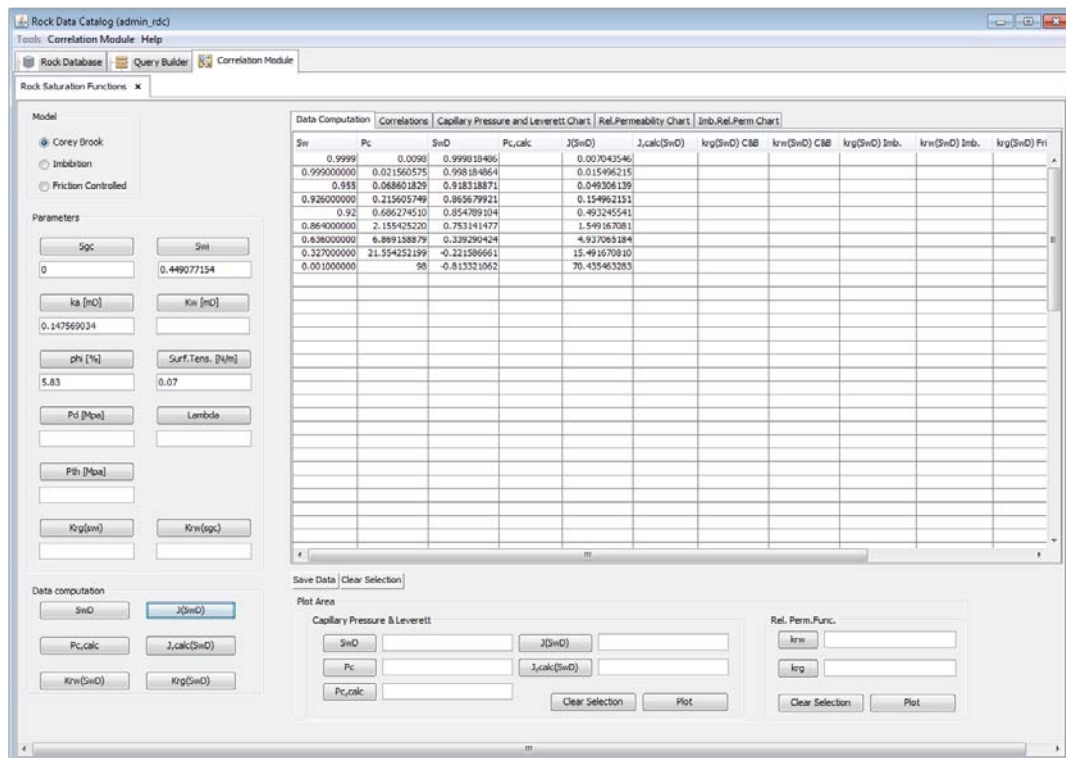 Rock Data Catalog (admin_rdc)
Tools Correlation Module Help
Rock Database Query Builder Correlation Module
Rock Saturation Functions x
Model
Corey Brook
Imbibition
Friction Controlled
Parameters
Sgc Swi
0 0.449077154
ka [mD] Kw [mD]
0.147569034
phi [%] Surf.Tens. [N/m]
5.83 0.07
Pd [Mpa] Lambda
Pth [Mpa]
Krg(swi) Krw(sgc)
Data computation
SwD J(SwD)
Pc,calc J,calc(SwD)
Krw(SwD) Krg(SwD)
Data Computation Correlations Capillary Pressure and Leverett Chart Rel.Permeability Chart Imb.Rel.Perm Chart
Sw Pc SwD Pc,calc J(SwD) J,calc(SwD) krg(SwD) C&B krw(SwD) C&B krg(SwD) Imb. krw(SwD) Imb. krg(SwD) Fri
0.9999 0.0098 0.999818486 0.007043546
0.999000000 0.021560575 0.998184864 0.015496215
0.955 0.068601829 0.918318871 0.049306139
0.926000000 0.215605749 0.865679921 0.154962151
0.92 0.686274510 0.854789104 0.493245541
0.864000000 2.155425220 0.753141477 1.549167081
0.636000000 6.869158879 0.339290424 4.937065184
0.327000000 21.554252199 -0.221586661 15.491670810
0.001000000 98 -0.813321062 70.435463283
Save Data Clear Selection
Plot Area
Capillary Pressure & Leverett
SwD J(SwD)
Pc J,calc(SwD)
Pc,calc
Clear Selection Plot
Rel. Perm.Func.
krw
krg
Clear Selection Plot